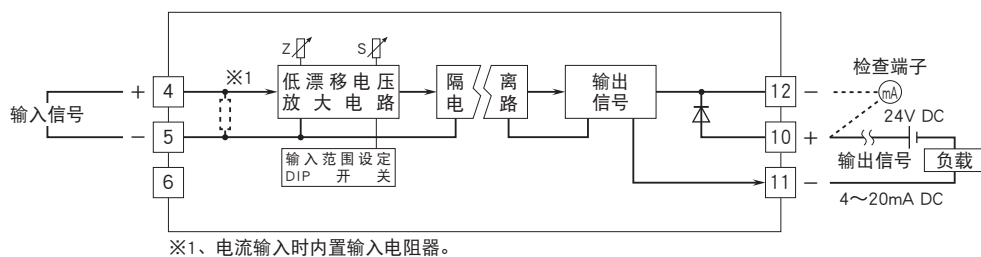 Z
S
※1
低漂移电压
放大电路
隔 离
电 路
输出
信号
检查端子
mA
+ 4
输入信号
− 5
6
12 −
24V DC
10 +
输出信号
负载
输入范围设定
DIP 开 关
11 −
4～20mA DC
※1、电流输入时内置输入电阻器。